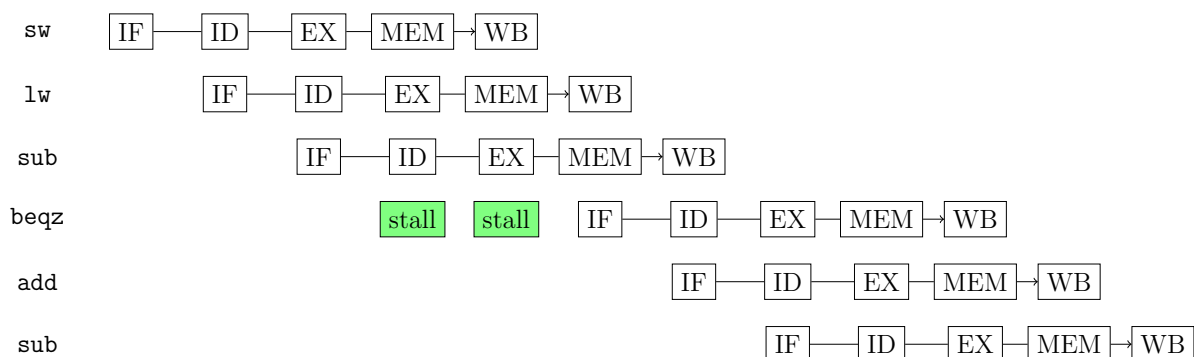 sw IF ID EX MEM WB
lw IF ID EX MEM WB
sub IF ID EX MEM WB
beqz stall stall IF ID EX MEM WB
add IF ID EX MEM WB
sub IF ID EX MEM WB